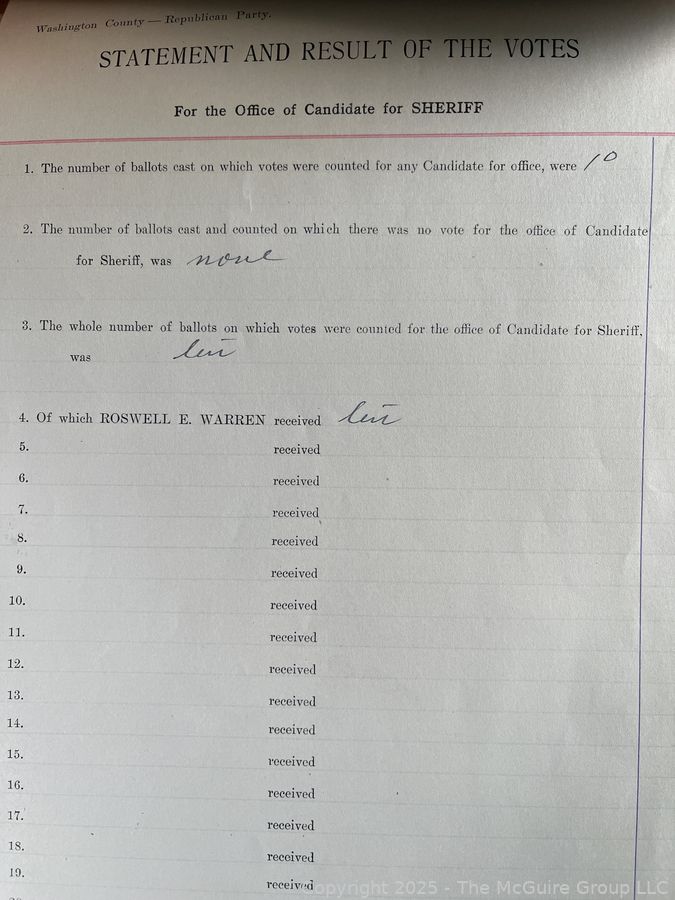 Washington County — Republican Party.
STATEMENT AND RESULT OF THE VOTES
For the Office of Candidate for SHERIFF
1. The number of ballots cast on which votes were counted for any Candidate for office, were 10
2. The number of ballots cast and counted on which there was no vote for the office of Candidate
for Sheriff, was none
3. The whole number of ballots on which votes were counted for the office of Candidate for Sheriff,
was ten
4. Of which ROSWELL E. WARREN received ten
5. received
6. received
7. received
8. received
9. received
10. received
11. received
12. received
13. received
14. received
15. received
16. received
17. received
18. received
19. received
Copyright 2025 - The McGuire Group LLC